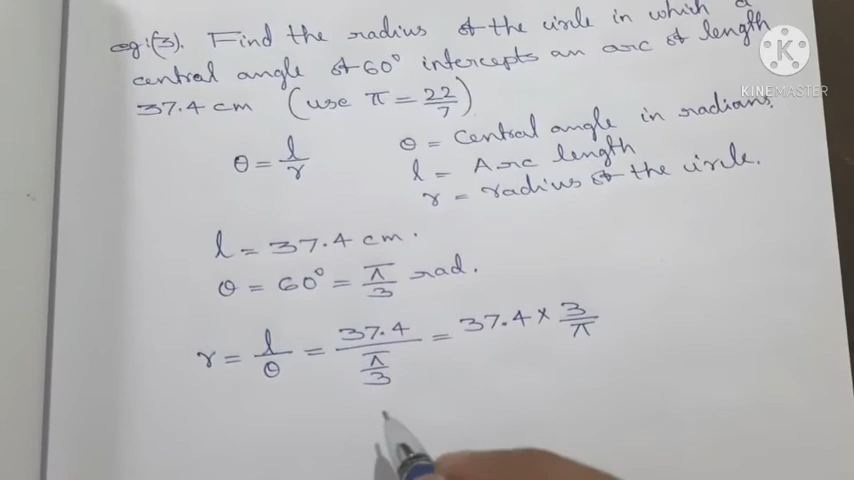 eg:(3). Find the radius of the circle in which a
central angle of 60° intercepts an arc of length
37.4 cm (use π = 22/7)
θ = l/r
θ = Central angle in radians.
l = Arc length
r = radius of the circle.
l = 37.4 cm.
θ = 60° = π/3 rad.
r = l/θ = 37.4/(π/3) = 37.4 × 3/π
K
KINEMASTER